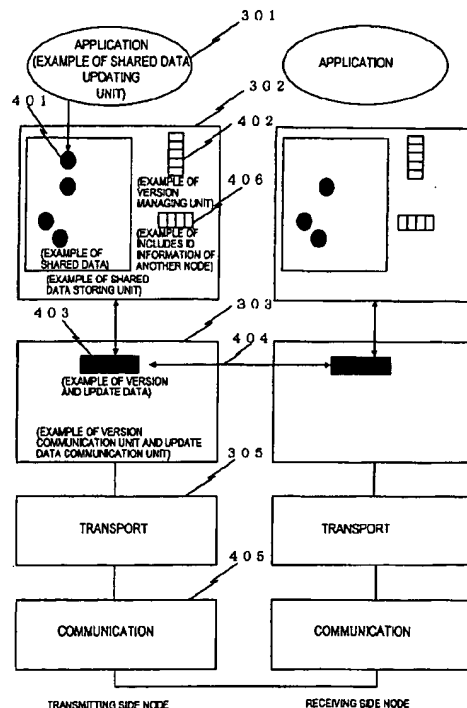 301
APPLICATION
(EXAMPLE OF SHARED DATA
UPDATING
UNIT)
APPLICATION
401
302
402
(EXAMPLE OF
VERSION
MANAGING UNIT)
406
(EXAMPLE OF
INCLUDES ID
INFORMATION OF
ANOTHER NODE)
(EXAMPLE OF
SHARED DATA)
(EXAMPLE OF SHARED
DATA STORING UNIT)
403
303
404
(EXAMPLE OF VERSION
AND UPDATE DATA)
(EXAMPLE OF VERSION
COMMUNICATION UNIT AND UPDATE
DATA COMMUNICATION UNIT)
305
TRANSPORT
TRANSPORT
405
COMMUNICATION
COMMUNICATION
TRANSMITTING SIDE NODE
RECEIVING SIDE NODE